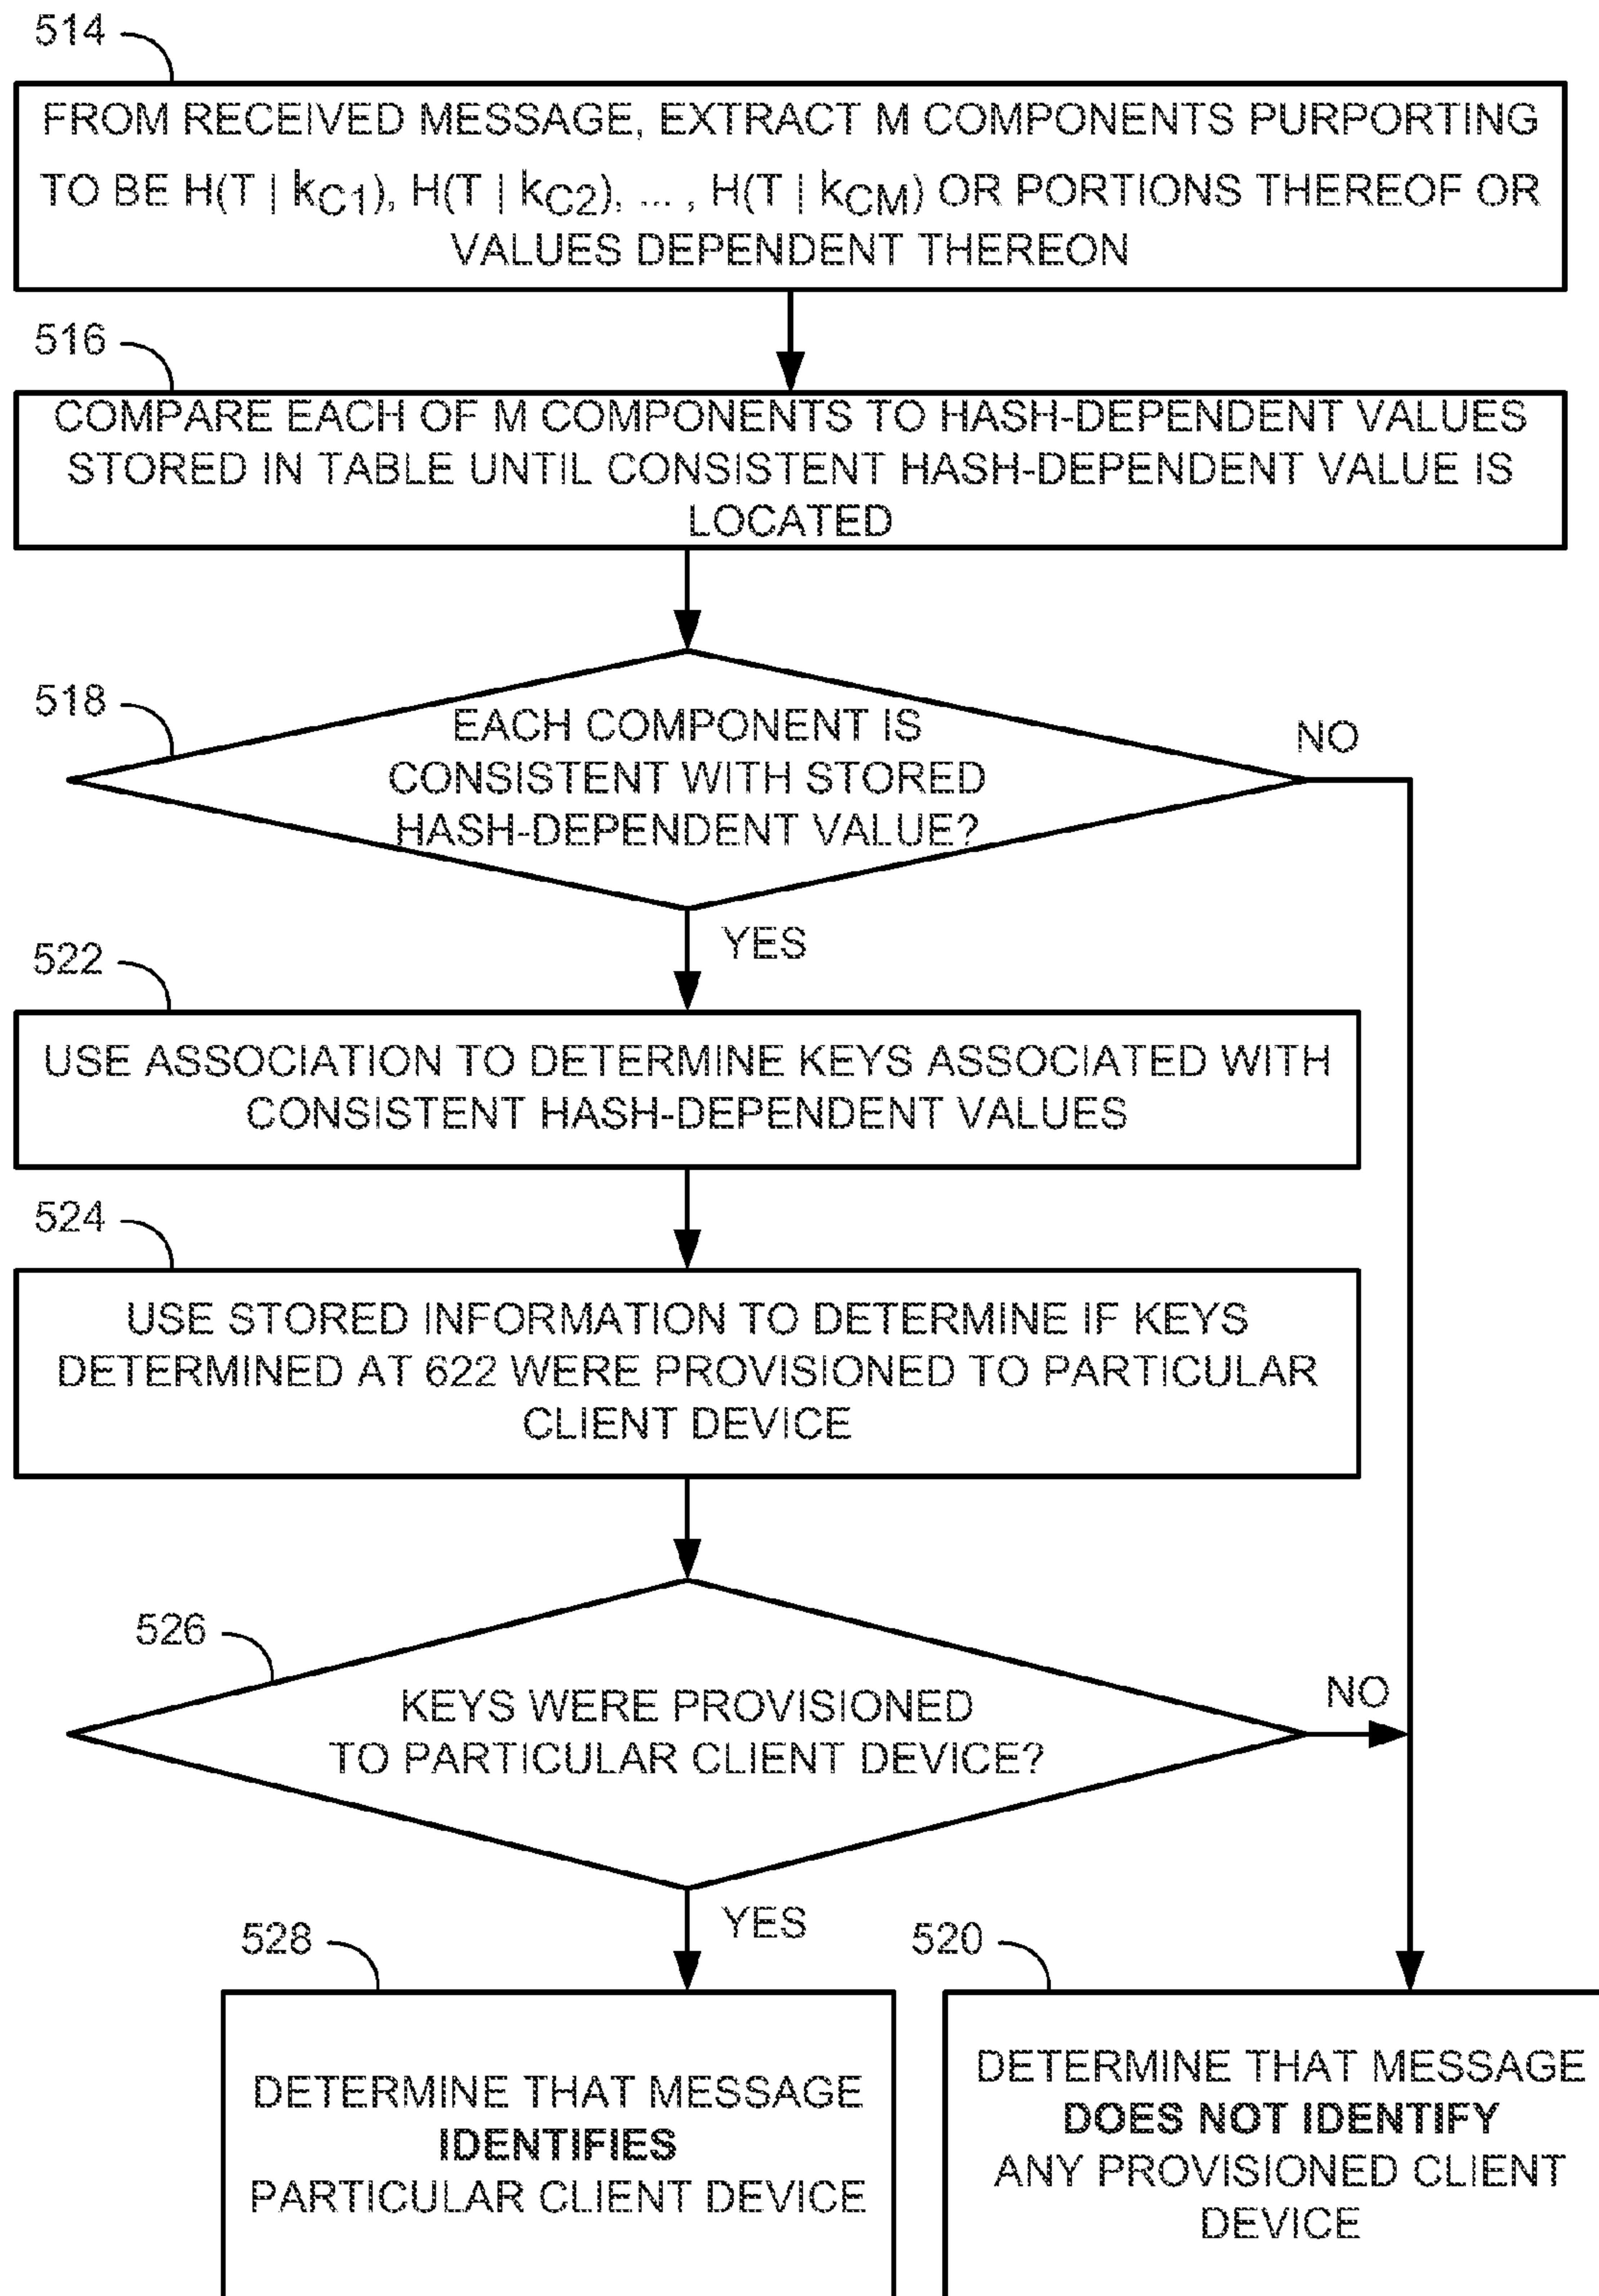 514
FROM RECEIVED MESSAGE, EXTRACT M COMPONENTS PURPORTING
TO BE H(T | kC1), H(T | kC2), ... , H(T | kCM) OR PORTIONS THEREOF OR
VALUES DEPENDENT THEREON
516
COMPARE EACH OF M COMPONENTS TO HASH-DEPENDENT VALUES
STORED IN TABLE UNTIL CONSISTENT HASH-DEPENDENT VALUE IS
LOCATED
518
EACH COMPONENT IS
CONSISTENT WITH STORED
HASH-DEPENDENT VALUE?
NO
YES
522
USE ASSOCIATION TO DETERMINE KEYS ASSOCIATED WITH
CONSISTENT HASH-DEPENDENT VALUES
524
USE STORED INFORMATION TO DETERMINE IF KEYS
DETERMINED AT 622 WERE PROVISIONED TO PARTICULAR
CLIENT DEVICE
526
KEYS WERE PROVISIONED
TO PARTICULAR CLIENT DEVICE?
NO
YES
528
DETERMINE THAT MESSAGE
IDENTIFIES
PARTICULAR CLIENT DEVICE
520
DETERMINE THAT MESSAGE
DOES NOT IDENTIFY
ANY PROVISIONED CLIENT
DEVICE